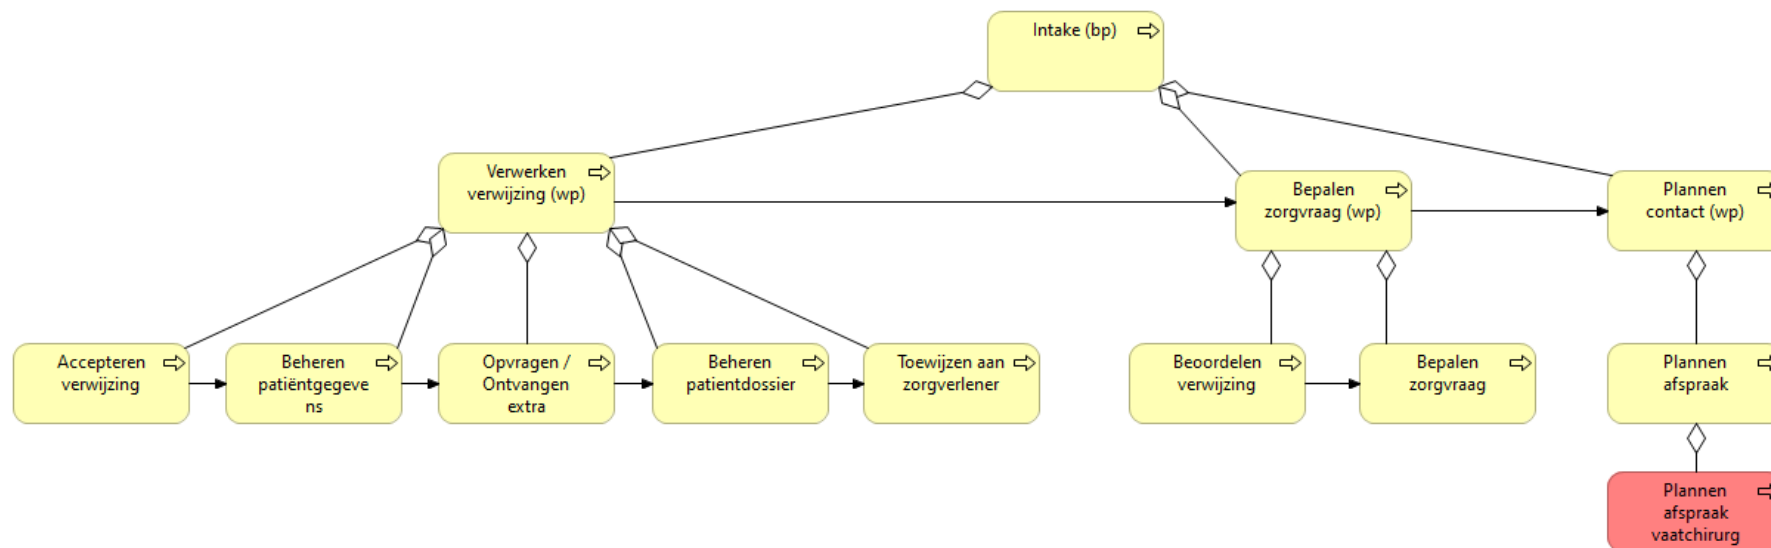 Intake (bp)
Verwerken
verwijzing (wp)
Bepalen
zorgvraag (wp)
Plannen
contact (wp)
Accepteren
verwijzing
Beheren
patiëntgegeve
ns
Opvragen /
Ontvangen
extra
Beheren
patientdossier
Toewijzen aan
zorgverlener
Beoordelen
verwijzing
Bepalen
zorgvraag
Plannen
afspraak
Plannen
afspraak
vaatchirurg